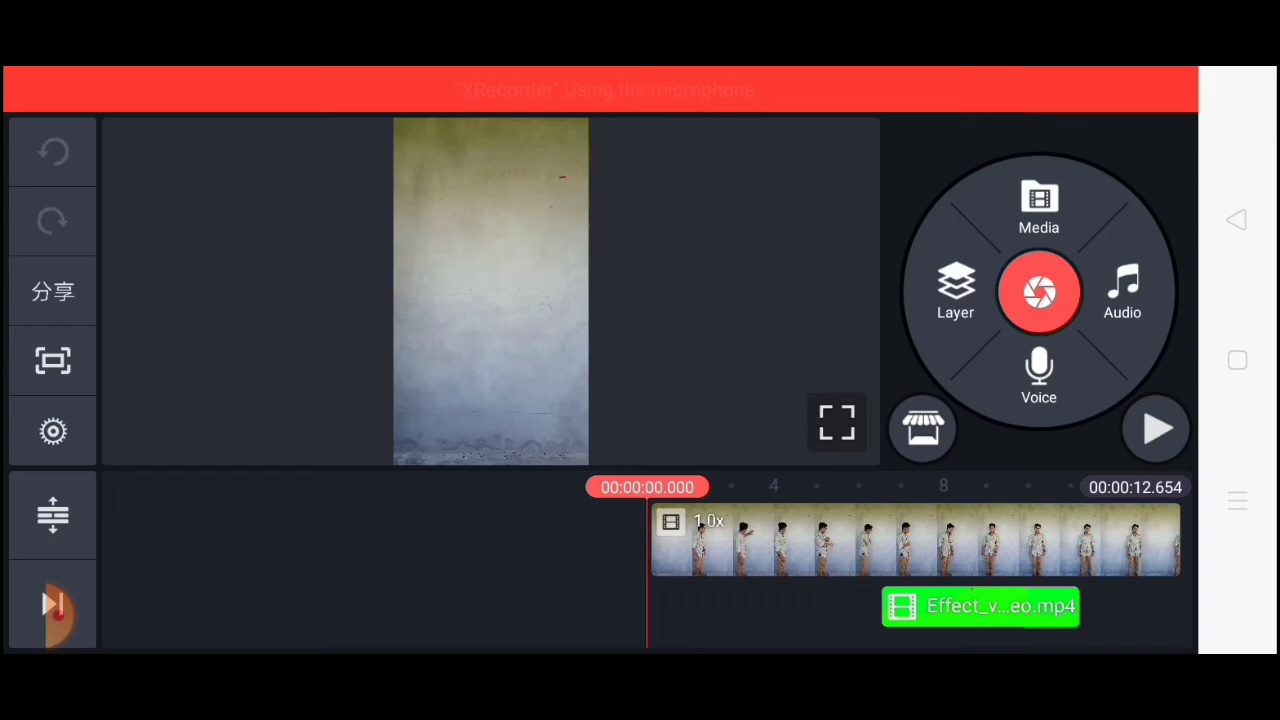 "XRecorder"\Using the microphone
Media
Layer
Audio
Voice
分享
00:00:00.000
4
8
00:00:12.654
1.0x
Effect_v...eo.mp4